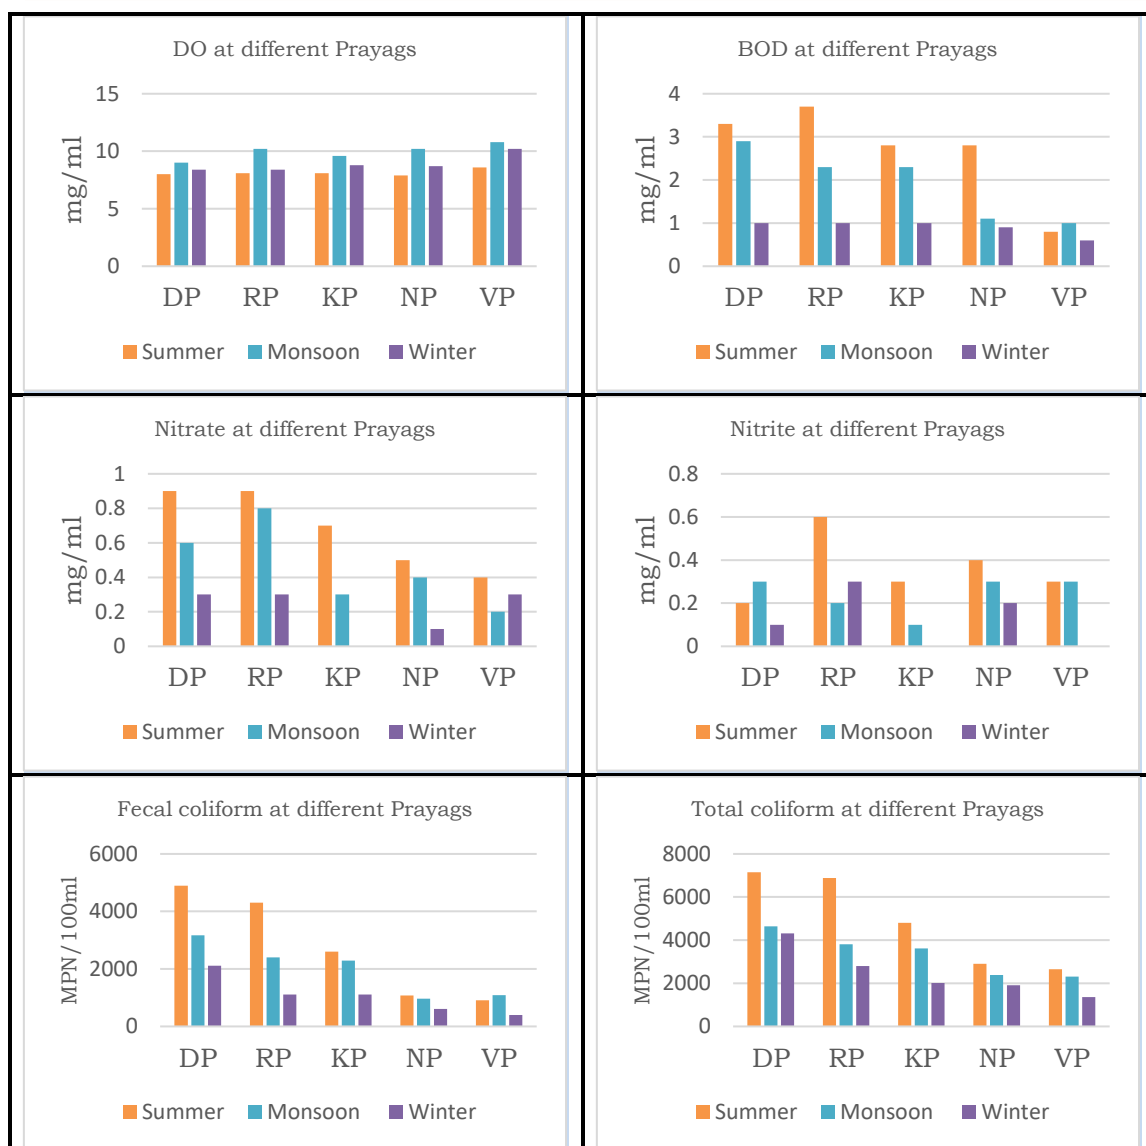 DO at different Prayags
mg/ml
15
10
5
0
DP RP KP NP VP
Summer Monsoon Winter
BOD at different Prayags
mg/ml
4
3
2
1
0
DP RP KP NP VP
Summer Monsoon Winter
Nitrate at different Prayags
mg/ml
1
0.8
0.6
0.4
0.2
0
DP RP KP NP VP
Summer Monsoon Winter
Nitrite at different Prayags
mg/ml
0.8
0.6
0.4
0.2
0
DP RP KP NP VP
Summer Monsoon Winter
Fecal coliform at different Prayags
MPN/100ml
6000
4000
2000
0
DP RP KP NP VP
Summer Monsoon Winter
Total coliform at different Prayags
MPN/100ml
8000
6000
4000
2000
0
DP RP KP NP VP
Summer Monsoon Winter